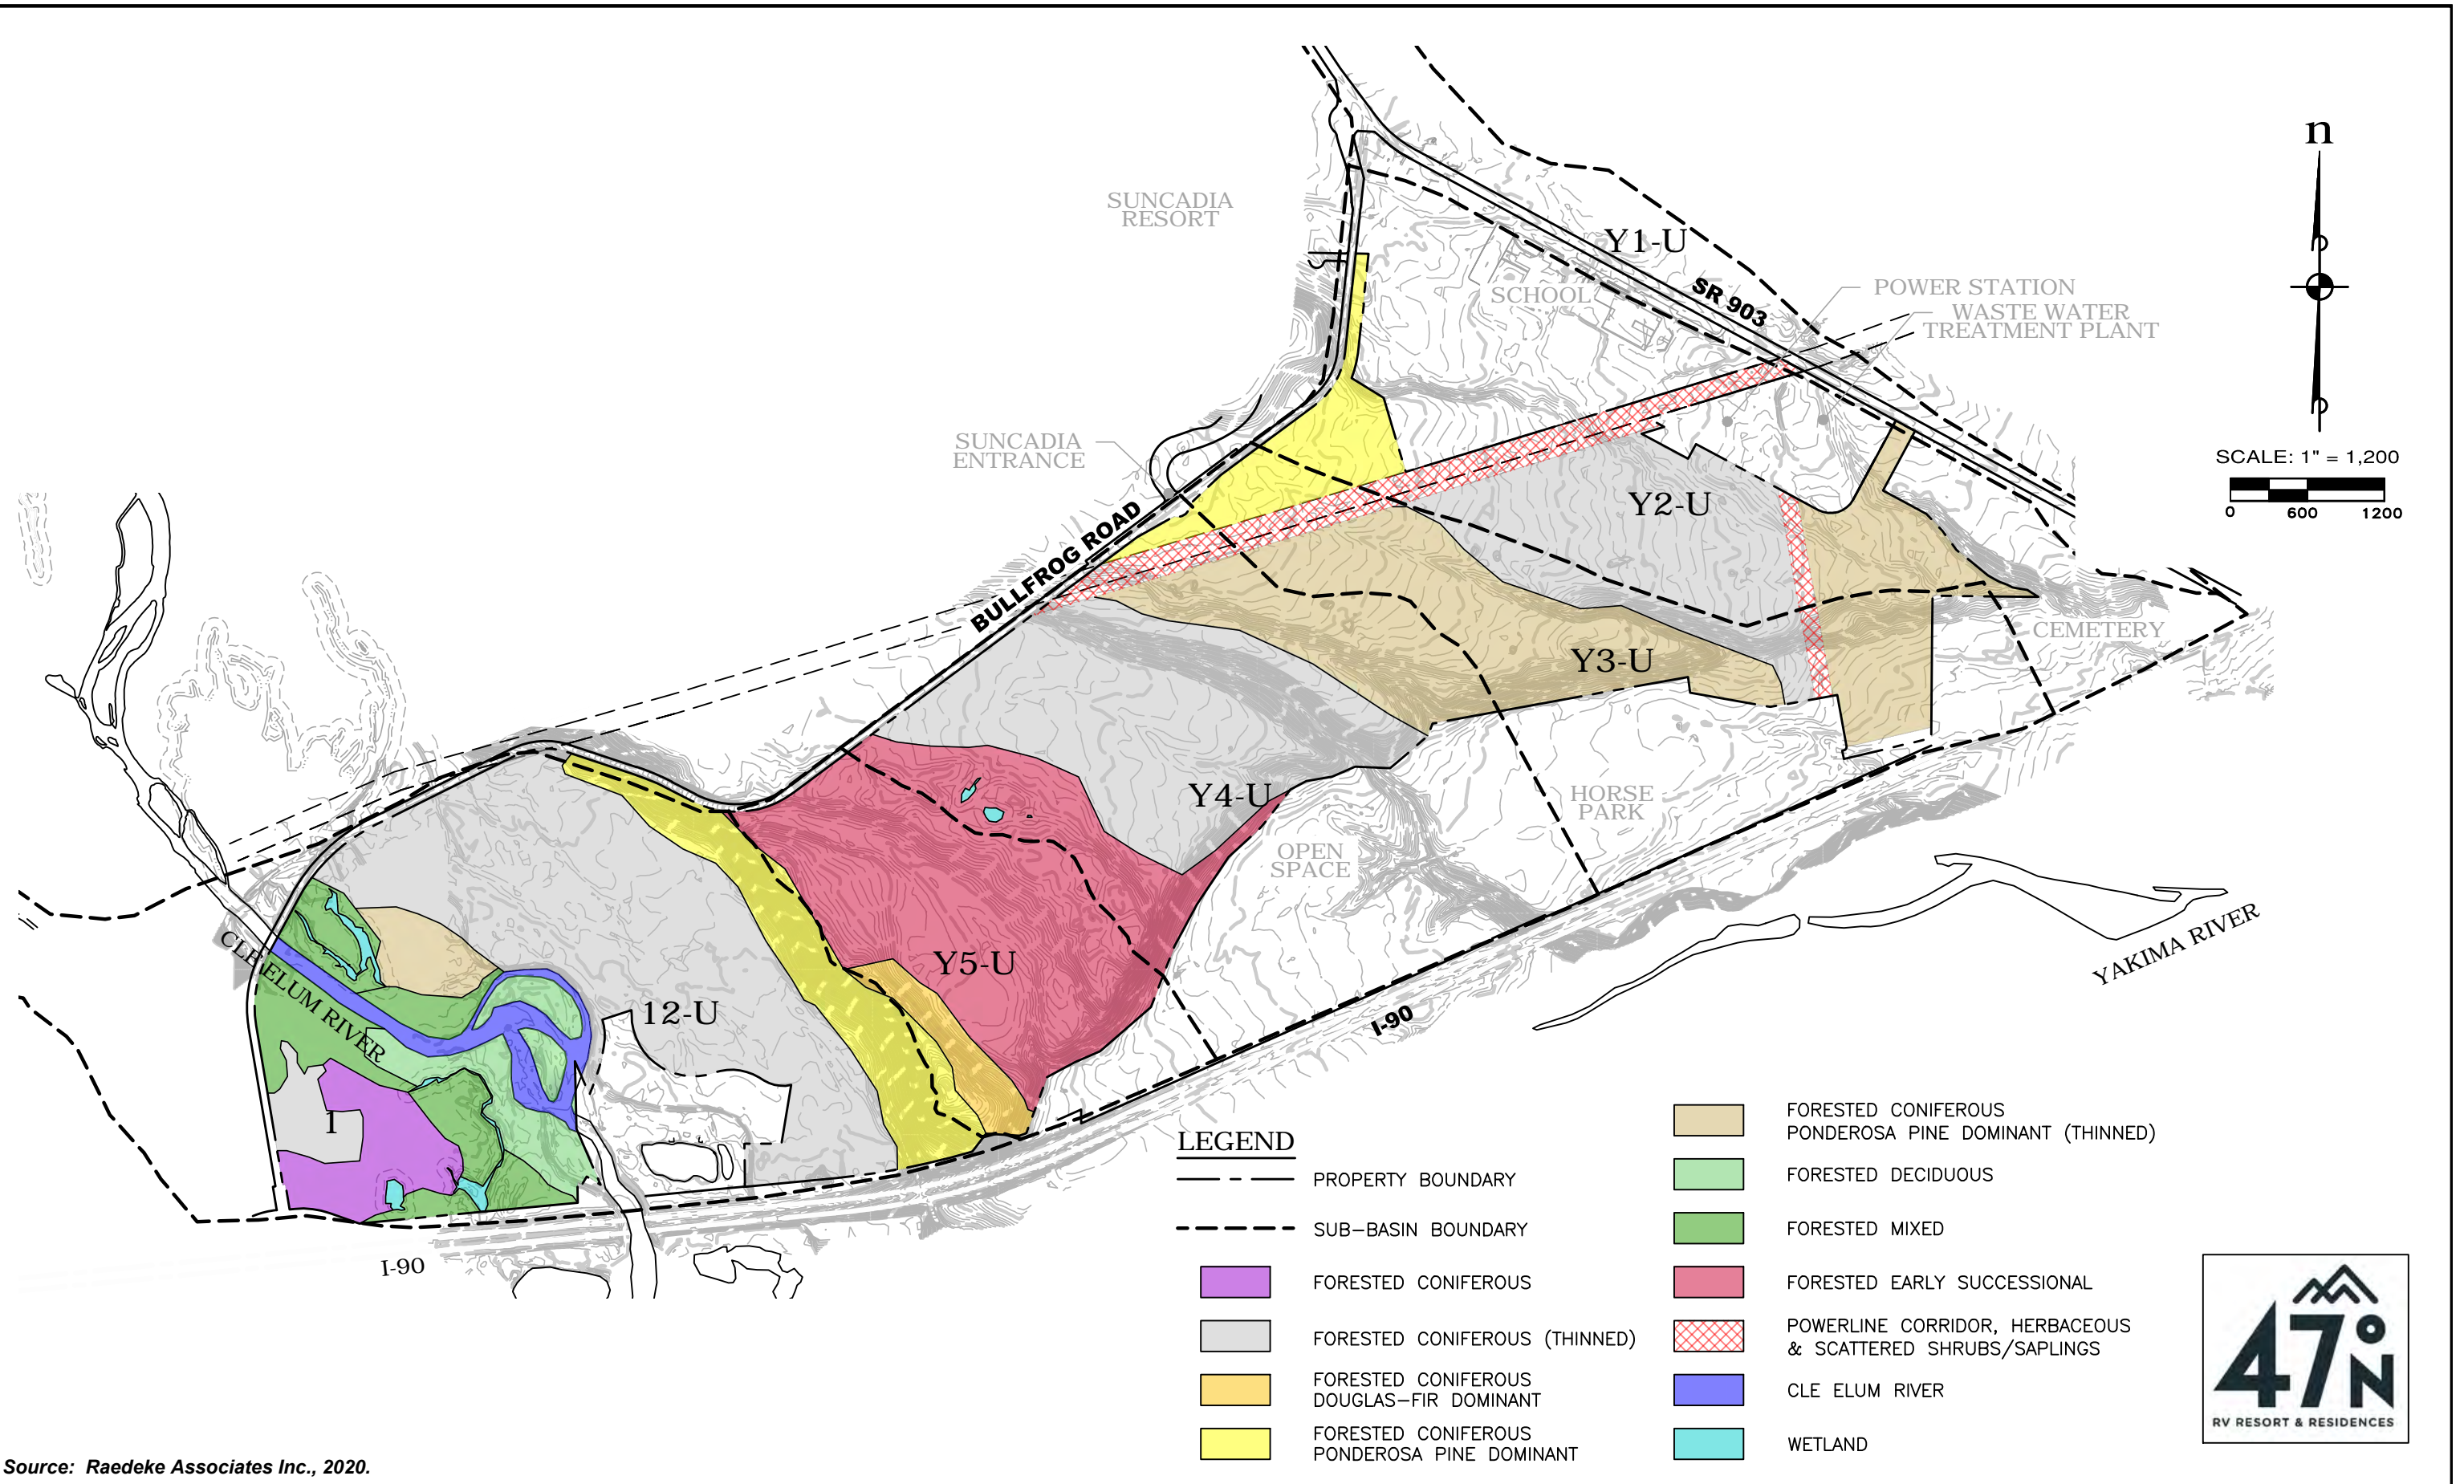 n
SUNCADIA
RESORT
Y1-U
SCHOOL
SR 903
POWER STATION
WASTE WATER
TREATMENT PLANT
SUNCADIA
ENTRANCE
SCALE: 1" = 1,200
0 600 1200
Y2-U
BULLFROG ROAD
CEMETERY
Y3-U
Y4-U
HORSE
PARK
OPEN
SPACE
YAKIMA RIVER
CLE ELUM RIVER
Y5-U
12-U
I-90
1
I-90
LEGEND
PROPERTY BOUNDARY
SUB-BASIN BOUNDARY
FORESTED CONIFEROUS
FORESTED CONIFEROUS (THINNED)
FORESTED CONIFEROUS
DOUGLAS-FIR DOMINANT
FORESTED CONIFEROUS
PONDEROSA PINE DOMINANT
FORESTED CONIFEROUS
PONDEROSA PINE DOMINANT (THINNED)
FORESTED DECIDUOUS
FORESTED MIXED
FORESTED EARLY SUCCESSIONAL
POWERLINE CORRIDOR, HERBACEOUS
& SCATTERED SHRUBS/SAPLINGS
CLE ELUM RIVER
WETLAND
47°N
RV RESORT & RESIDENCES
Source: Raedeke Associates Inc., 2020.